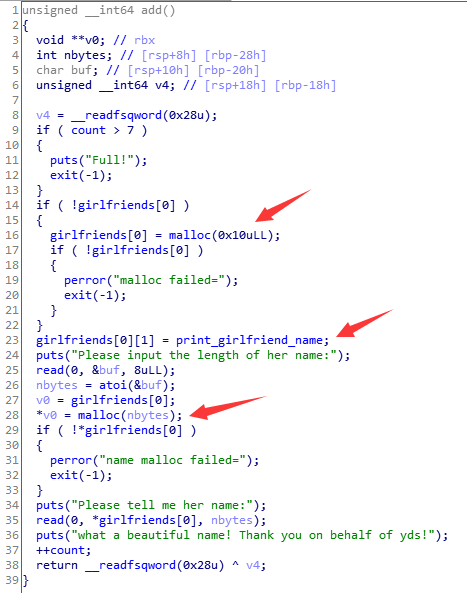 1 unsigned __int64 add()
2 {
3 void **v0; // rbx
4 int nbytes; // [rsp+8h] [rbp-28h]
5 char buf; // [rsp+10h] [rbp-20h]
6 unsigned __int64 v4; // [rsp+18h] [rbp-18h]
7
8 v4 = __readfsqword(0x28u);
9 if ( count > 7 )
10 {
11 puts("Full!");
12 exit(-1);
13 }
14 if ( !girlfriends[0] )
15 {
16 girlfriends[0] = malloc(0x10uLL);
17 if ( !girlfriends[0] )
18 {
19 perror("malloc failed=");
20 exit(-1);
21 }
22 }
23 girlfriends[0][1] = print_girlfriend_name;
24 puts("Please input the length of her name:");
25 read(0, &buf, 8uLL);
26 nbytes = atoi(&buf);
27 v0 = girlfriends[0];
28 *v0 = malloc(nbytes);
29 if ( !*girlfriends[0] )
30 {
31 perror("name malloc failed=");
32 exit(-1);
33 }
34 puts("Please tell me her name:");
35 read(0, *girlfriends[0], nbytes);
36 puts("what a beautiful name! Thank you on behalf of yds!");
37 ++count;
38 return __readfsqword(0x28u) ^ v4;
39 }